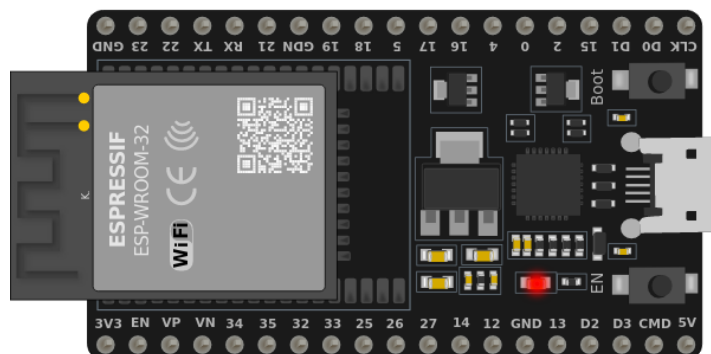 GND 23 22 TX RX 21 GND 19 18 5 17 16 4 0 2 15 D1 D0 CLK
Boot
ESPRESSIF
ESP-WROOM-32
CE
WiFi
K.
EN
3V3 EN VP VN 34 35 32 33 25 26 27 14 12 GND 13 D2 D3 CMD 5V